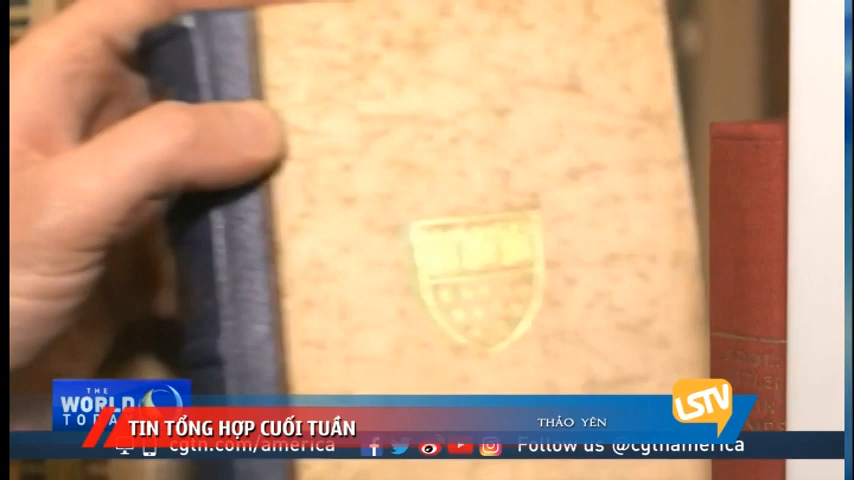 THE
WORLD
TODAY
TIN TỔNG HỢP CUỐI TUẦN
THẢO YÊN
LSTV
cgtn.com/america
Follow us @cgtnamerica